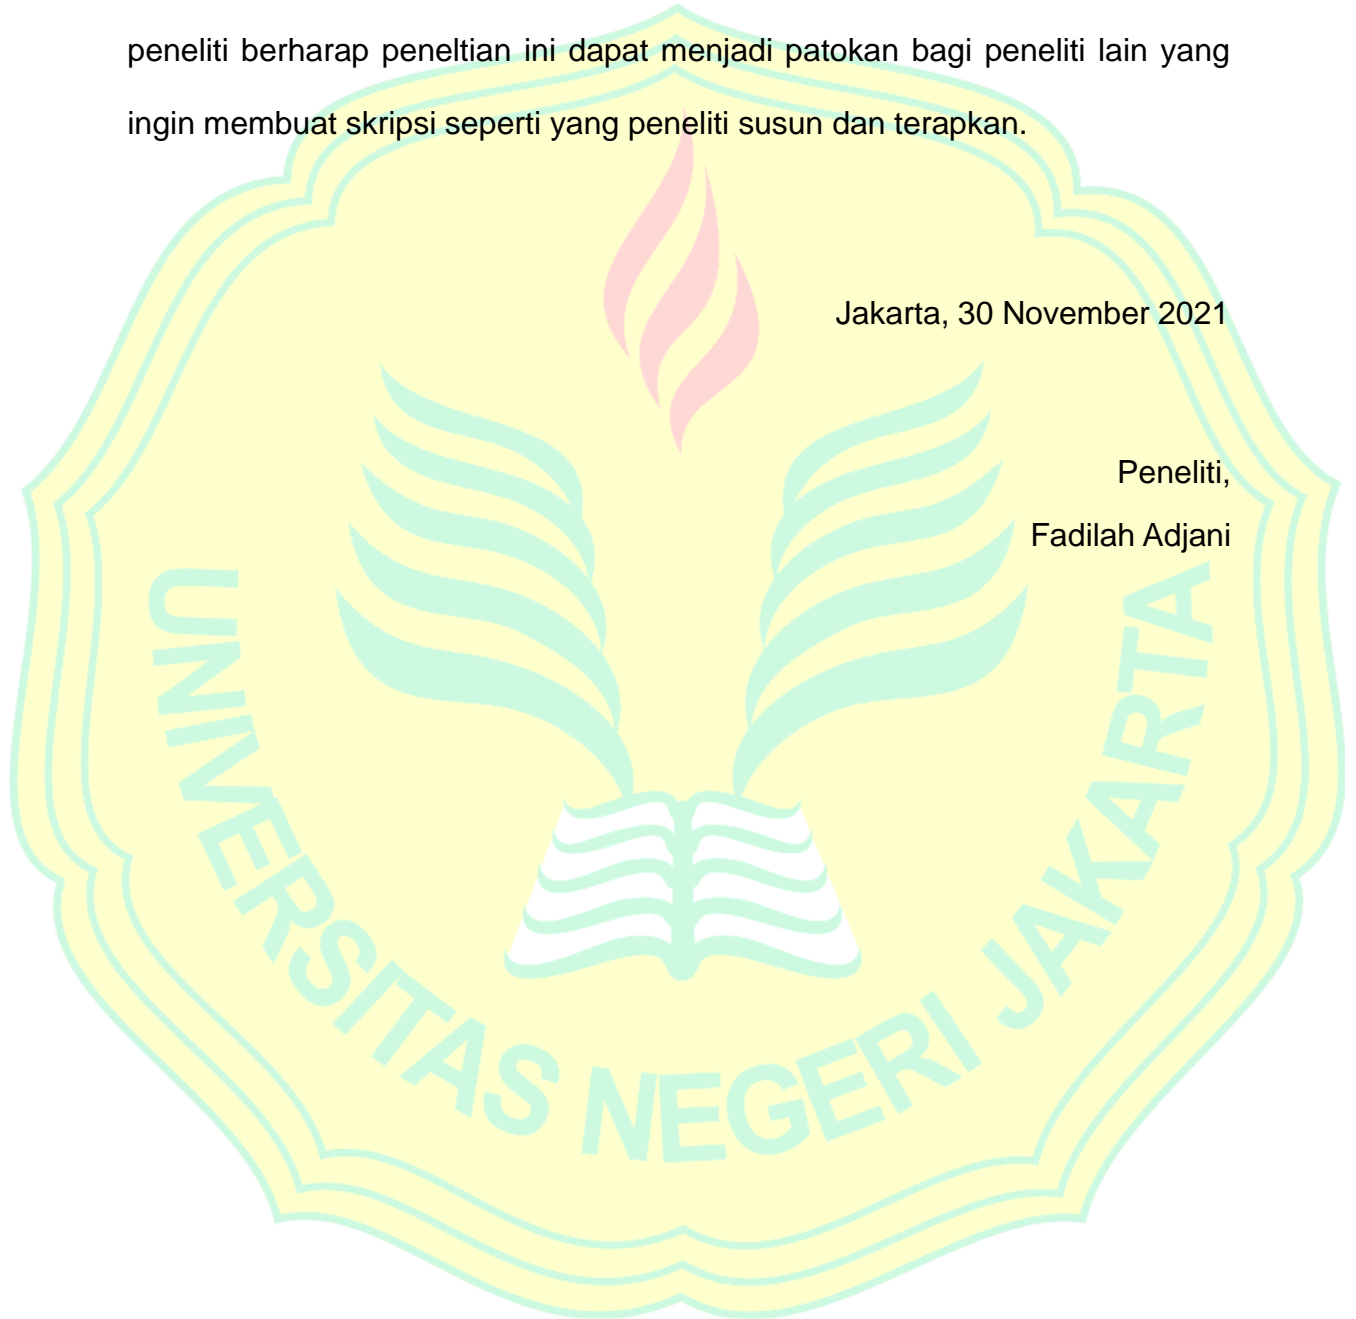 peneliti berharap peneltian ini dapat menjadi patokan bagi peneliti lain yang
ingin membuat skripsi seperti yang peneliti susun dan terapkan.
Jakarta, 30 November 2021
Peneliti,
Fadilah Adjani
UNIVERSITAS NEGERI JAKARTA